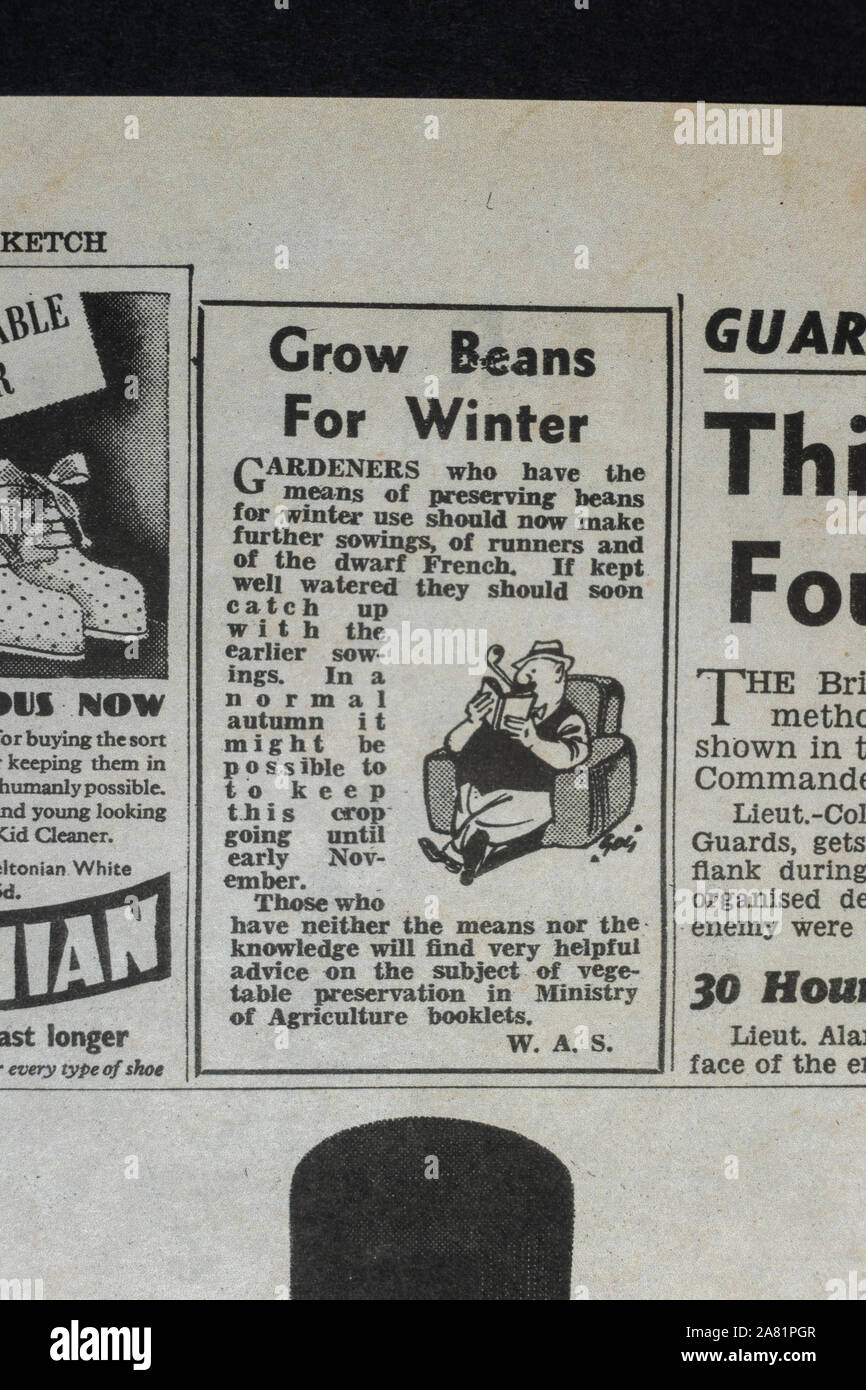 KETCH
ABLE
R
OUS NOW
for buying the sort
keeping them in
humanly possible.
nd young looking
Kid Cleaner.
eltonian White
6d.
NIAN
ast longer
r every type of shoe
Grow Beans
For Winter
GARDENERS who have the
means of preserving beans
for winter use should now make
further sowings, of runners and
of the dwarf French. If kept
well watered they should soon
catch up
with the
earlier sow-
ings. In a
normal
autumn it
might be
possible to
to keep
this crop
going until
early Nov-
ember.
Those who
have neither the means nor the
knowledge will find very helpful
advice on the subject of vege-
table preservation in Ministry
of Agriculture booklets.
W. A. S.
GUAR
Thi
Fou
THE Bri
metho
shown in t
Commande
Lieut.-Col
Guards, gets
flank during
organised de
enemy were
30 Hour
Lieut. Alan
face of the en
alamy
Image ID: 2A81PGR
www.alamy.com